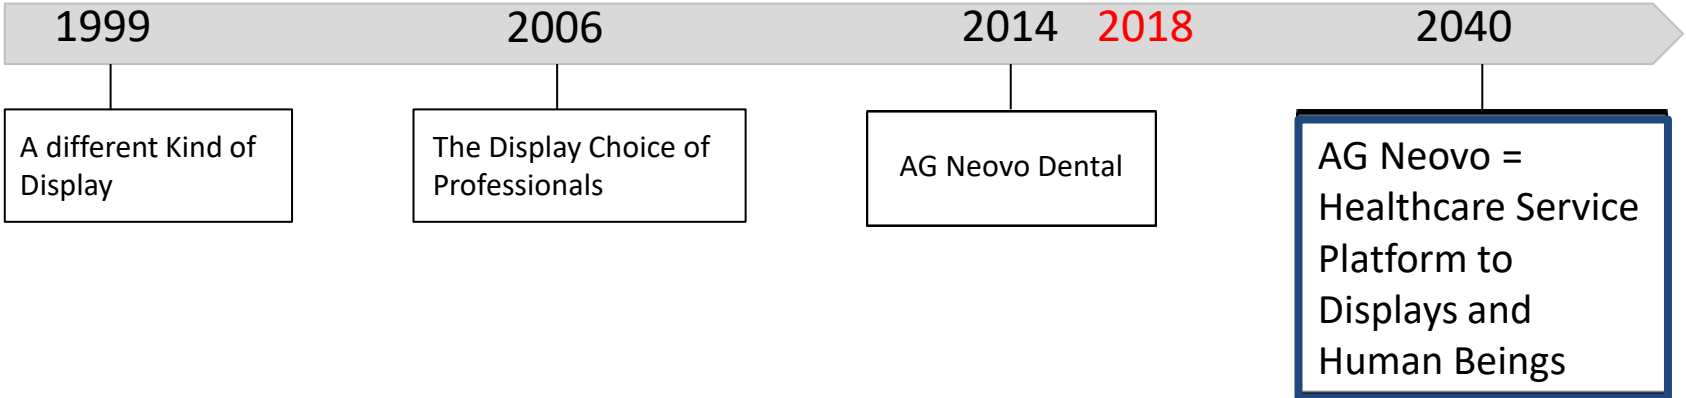 1999 2006 2014 2018 2040
A different Kind of
Display
The Display Choice of
Professionals
AG Neovo Dental
AG Neovo =
Healthcare Service
Platform to
Displays and
Human Beings